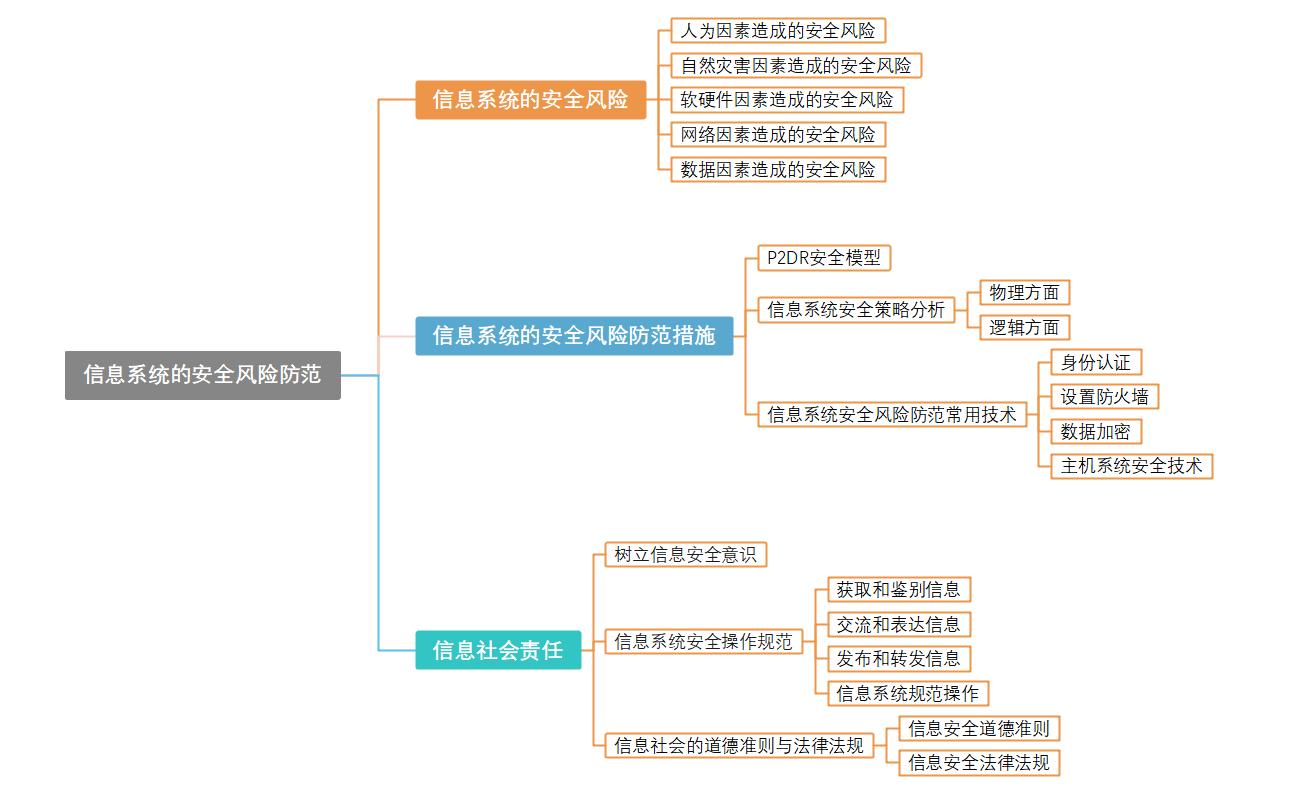 信息系统的安全风险防范
信息系统的安全风险
人为因素造成的安全风险
自然灾害因素造成的安全风险
软硬件因素造成的安全风险
网络因素造成的安全风险
数据因素造成的安全风险
信息系统的安全风险防范措施
P2DR安全模型
信息系统安全策略分析
物理方面
逻辑方面
信息系统安全风险防范常用技术
身份认证
设置防火墙
数据加密
主机系统安全技术
信息社会责任
树立信息安全意识
信息系统安全操作规范
获取和鉴别信息
交流和表达信息
发布和转发信息
信息系统规范操作
信息社会的道德准则与法律法规
信息安全道德准则
信息安全法律法规